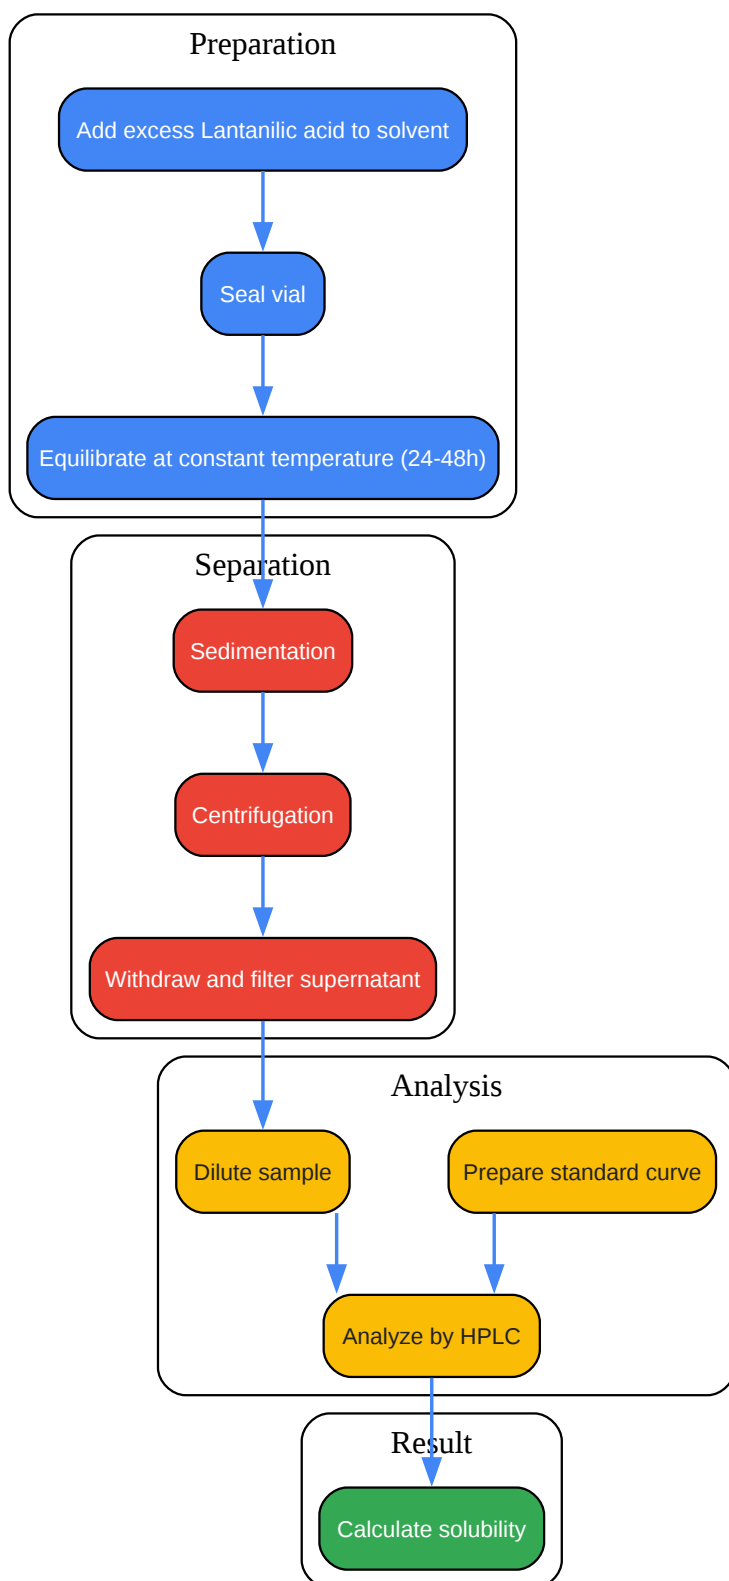 Preparation
Add excess Lantanilic acid to solvent
Seal vial
Equilibrate at constant temperature (24-48h)
Separation
Sedimentation
Centrifugation
Withdraw and filter supernatant
Analysis
Dilute sample
Prepare standard curve
Analyze by HPLC
Result
Calculate solubility